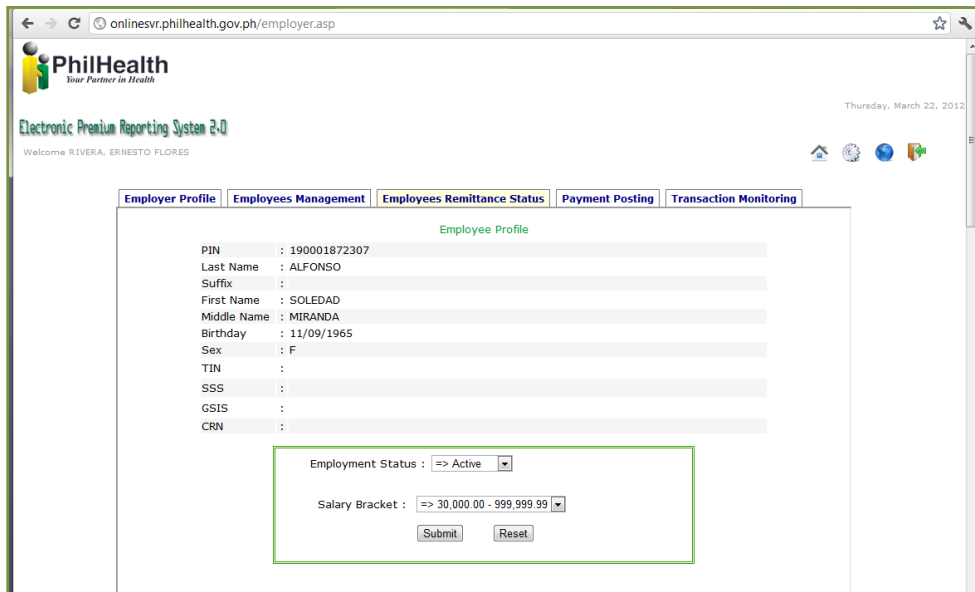 onlinesvr.philhealth.gov.ph/employer.asp
PhilHealth
Your Partner in Health
Thursday, March 22, 2012
Electronic Premium Reporting System 2.0
Welcome RIVERA, ERNESTO FLORES
Employer Profile Employees Management Employees Remittance Status Payment Posting Transaction Monitoring
Employee Profile
PIN : 190001872307
Last Name : ALFONSO
Suffix :
First Name : SOLEDAD
Middle Name : MIRANDA
Birthday : 11/09/1965
Sex : F
TIN :
SSS :
GSIS :
CRN :
Employment Status : => Active
Salary Bracket : => 30,000.00 - 999,999.99
Submit Reset